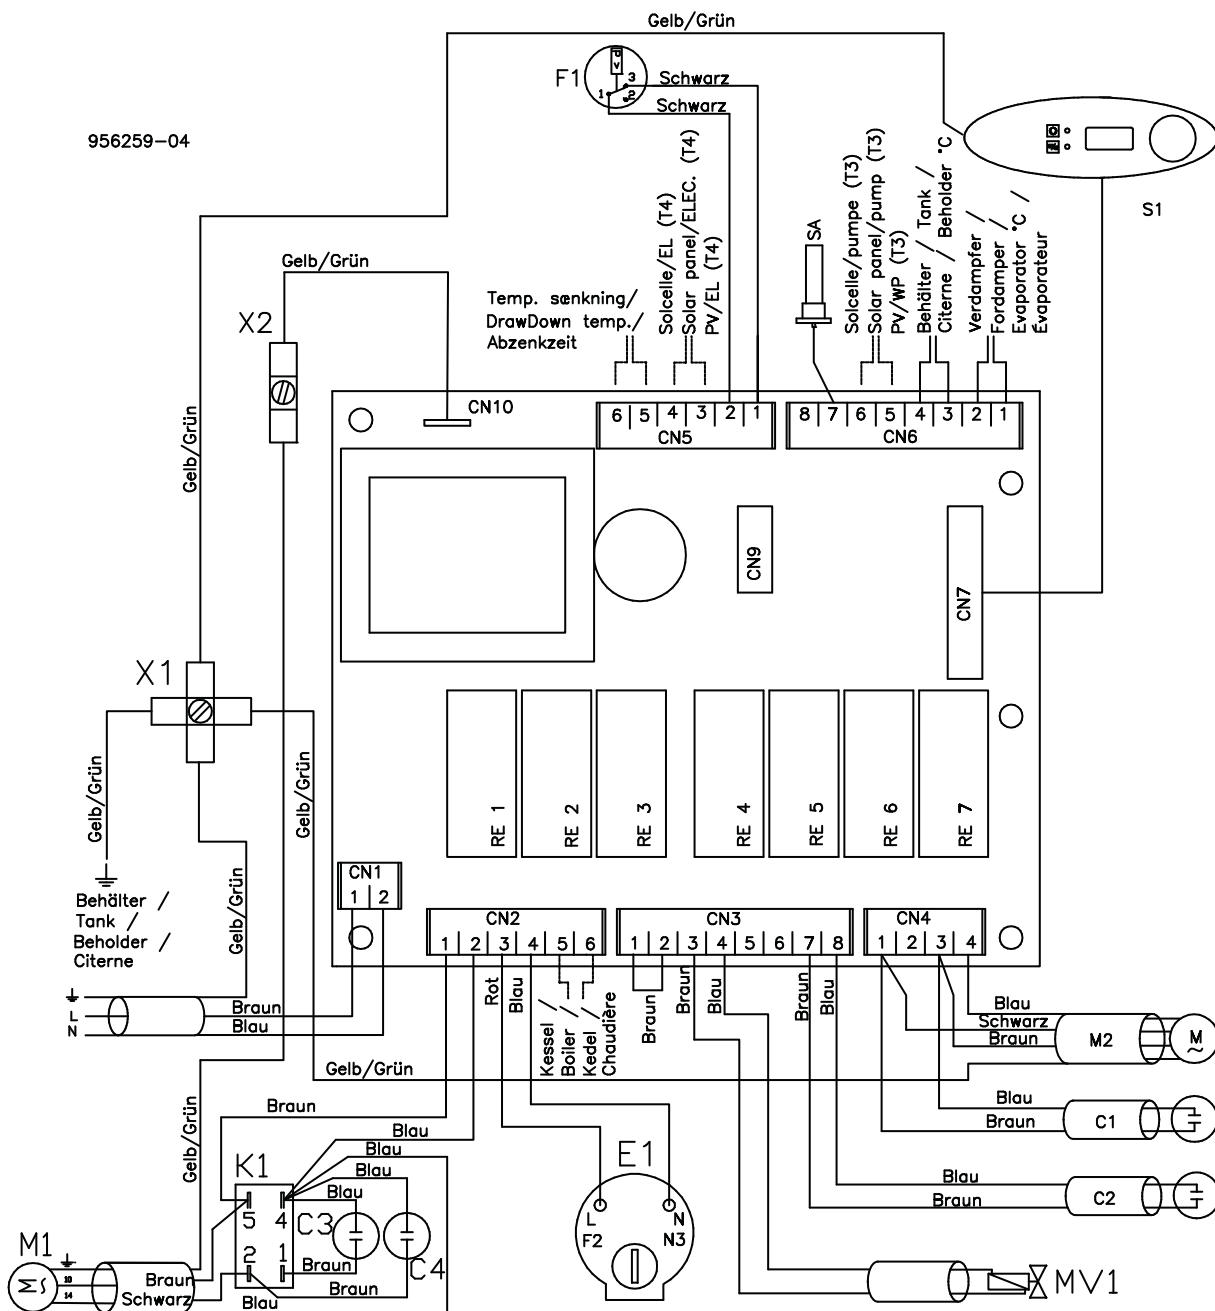 Gelb/Grün
F1
P
V
3
1
2
Schwarz
Schwarz
956259-04
S1
SA
Solcelle/EL (T4)
Solar panel/ELEC. (T4)
PV/EL (T4)
Solcelle/pumpe (T3)
Solar panel/pump (T3)
PV/WP (T3)
Behälter / Tank /
Citerne / Beholder °C
Verdampfer /
Fordamper /
Evaporator °C /
Évaporateur
Gelb/Grün
Temp. sænkning/
DrawDown temp./
Abzenkzeit
X2
CN10
6 5 4 3 2 1
CN5
8 7 6 5 4 3 2 1
CN6
Gelb/Grün
CN9
CN7
X1
Gelb/Grün
Gelb/Grün
RE 1
RE 2
RE 3
RE 4
RE 5
RE 6
RE 7
CN1
1 2
Behälter /
Tank /
Beholder /
Citerne
Gelb/Grün
CN2
1 2 3 4 5 6
CN3
1 2 3 4 5 6 7 8
CN4
1 2 3 4
L
N
Braun
Blau
Rot
Blau
Kessel /
Boiler /
Kedel /
Chaudière
Braun
Braun
Blau
Braun
Blau
Blau
Schwarz
Braun
M2
M
~
Gelb/Grün
Gelb/Grün
Braun
Blau
Blau
Blau
Blau
Blau
Braun
C1
K1
5 4
2 1
C3
C4
E1
L
F2
N
N3
Blau
Braun
C2
M1
M
10
14
Braun
Schwarz
Blau
Braun
Braun
MV1